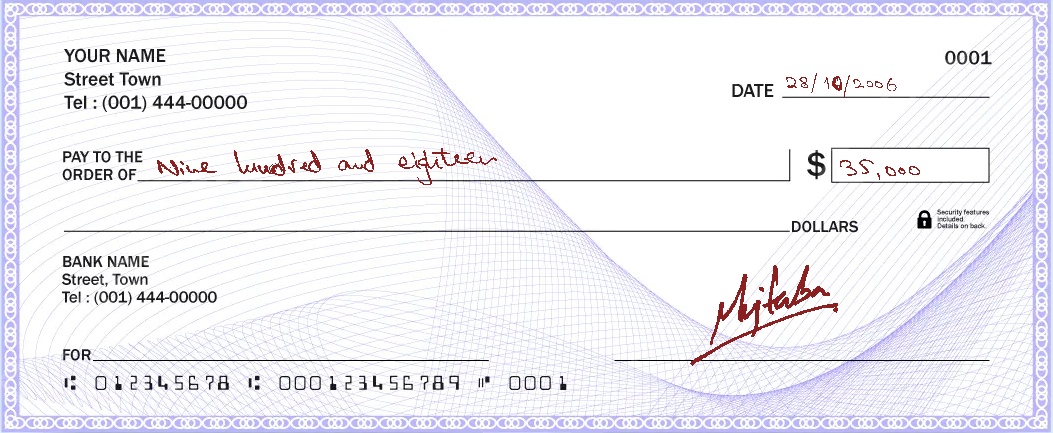 YOUR NAME
0001
Street Town
DATE 28/10/2006
Tel : (001) 444-00000
PAY TO THE
ORDER OF Nine hundred and eighteen $ 35,000
DOLLARS
Security features
included.
Details on back.
BANK NAME
Street, Town
Tel : (001) 444-00000
Mujtaba
FOR
⑆ 012345678 ⑆ 000123456789 ⑈ 0001